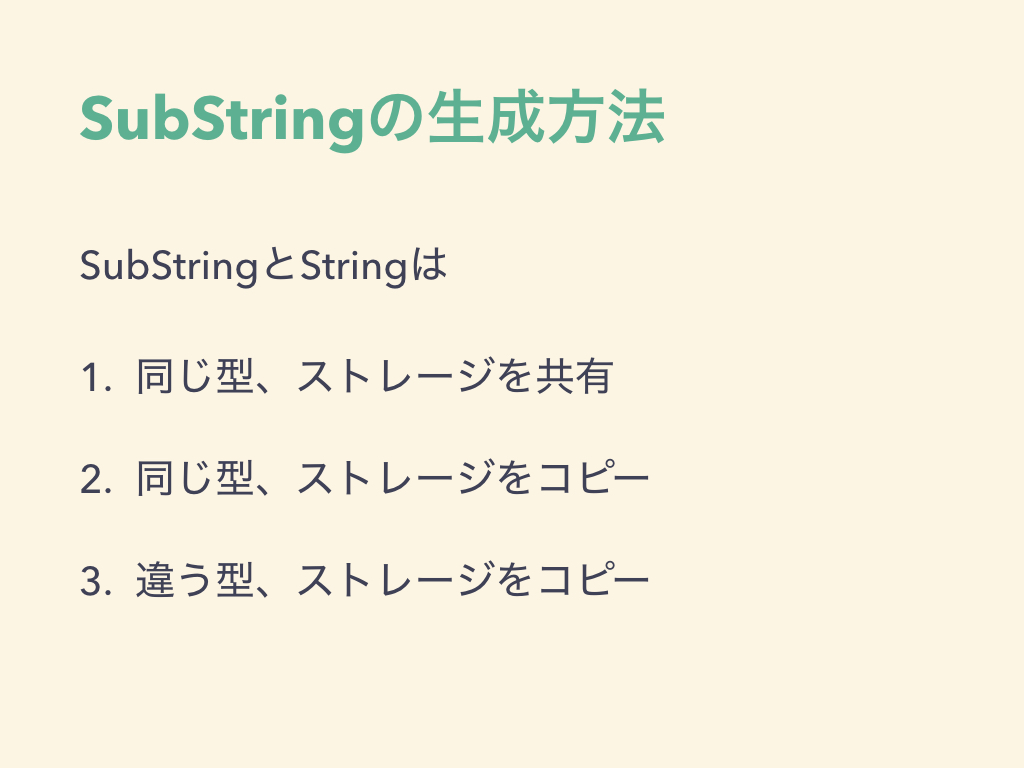 SubStringの生成方法
SubStringとStringは
1. 同じ型、ストレージを共有
2. 同じ型、ストレージをコピー
3. 違う型、ストレージをコピー